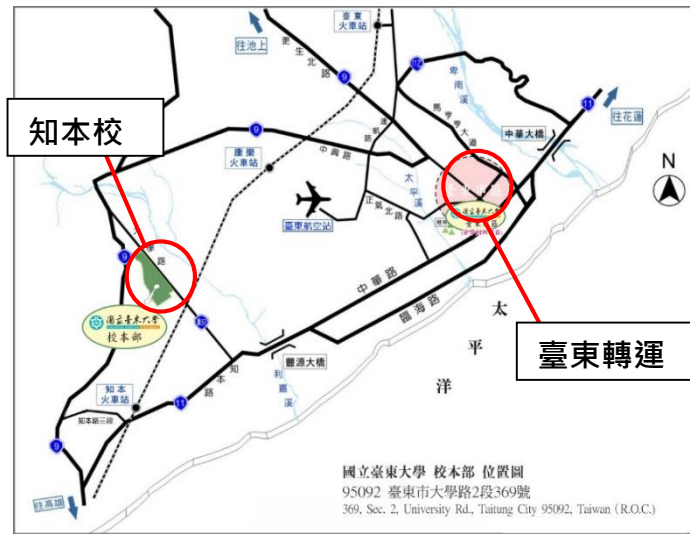 臺東
火車站
往池上
更生北路
9
卑南溪
馬亨亨大道
11
往花蓮
中華大橋
知本校
9
康樂
火車站
中興路
太平溪
N
正氣北路
臺東航空站
國立臺東大學
9
國立臺東大學
校本部
中華路
臨海路
太平洋
臺東轉運
豐源大橋
利嘉溪
知本路
知本
火車站
11
知本路三段
9
往高雄
國立臺東大學 校本部 位置圖
95092 臺東市大學路2段369號
369, Sec. 2, University Rd., Taitung City 95092, Taiwan (R.O.C.)